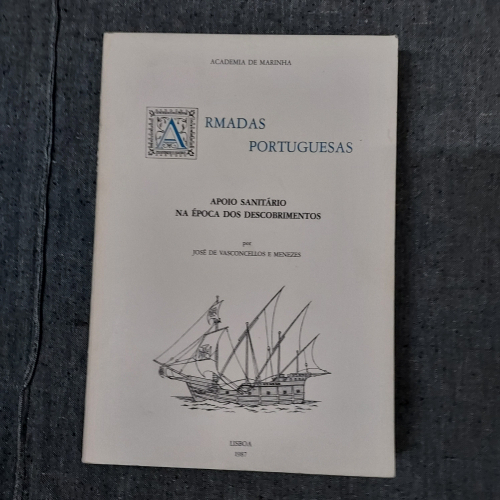 ACADEMIA DE MARINHA
ARMADAS
PORTUGUESAS
APOIO SANITÁRIO
NA ÉPOCA DOS DESCOBRIMENTOS
por
JOSÉ DE VASCONCELLOS E MENEZES
LISBOA
1987